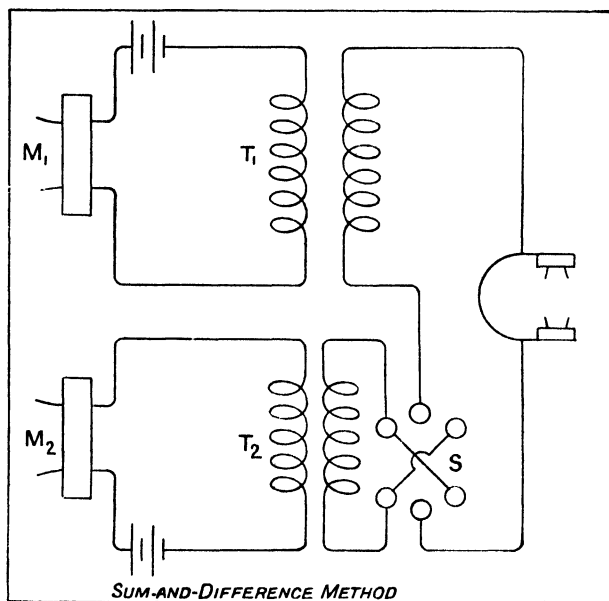 M₁
T₁
M₂
T₂
S
SUM-AND-DIFFERENCE METHOD